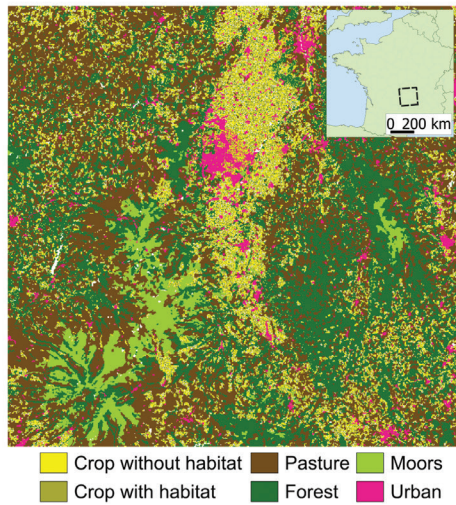 0 200 km
Crop without habitat
Pasture
Moors
Crop with habitat
Forest
Urban